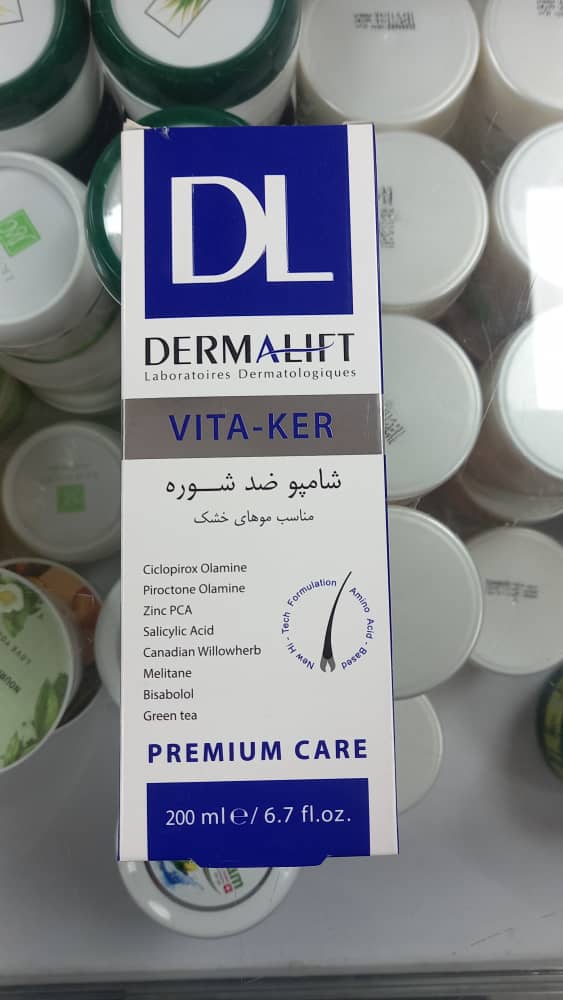 DL
DERMALIFT
Laboratoires Dermatologiques
VITA-KER
شامپو ضد شـــوره
مناسب موهای خشک
Ciclopirox Olamine
Piroctone Olamine
Zinc PCA
Salicylic Acid
Canadian Willowherb
Melitane
Bisabolol
Green tea
New Hi - Tech Formulation Amino Acid - Based
PREMIUM CARE
200 ml ℮/ 6.7 fl.oz.